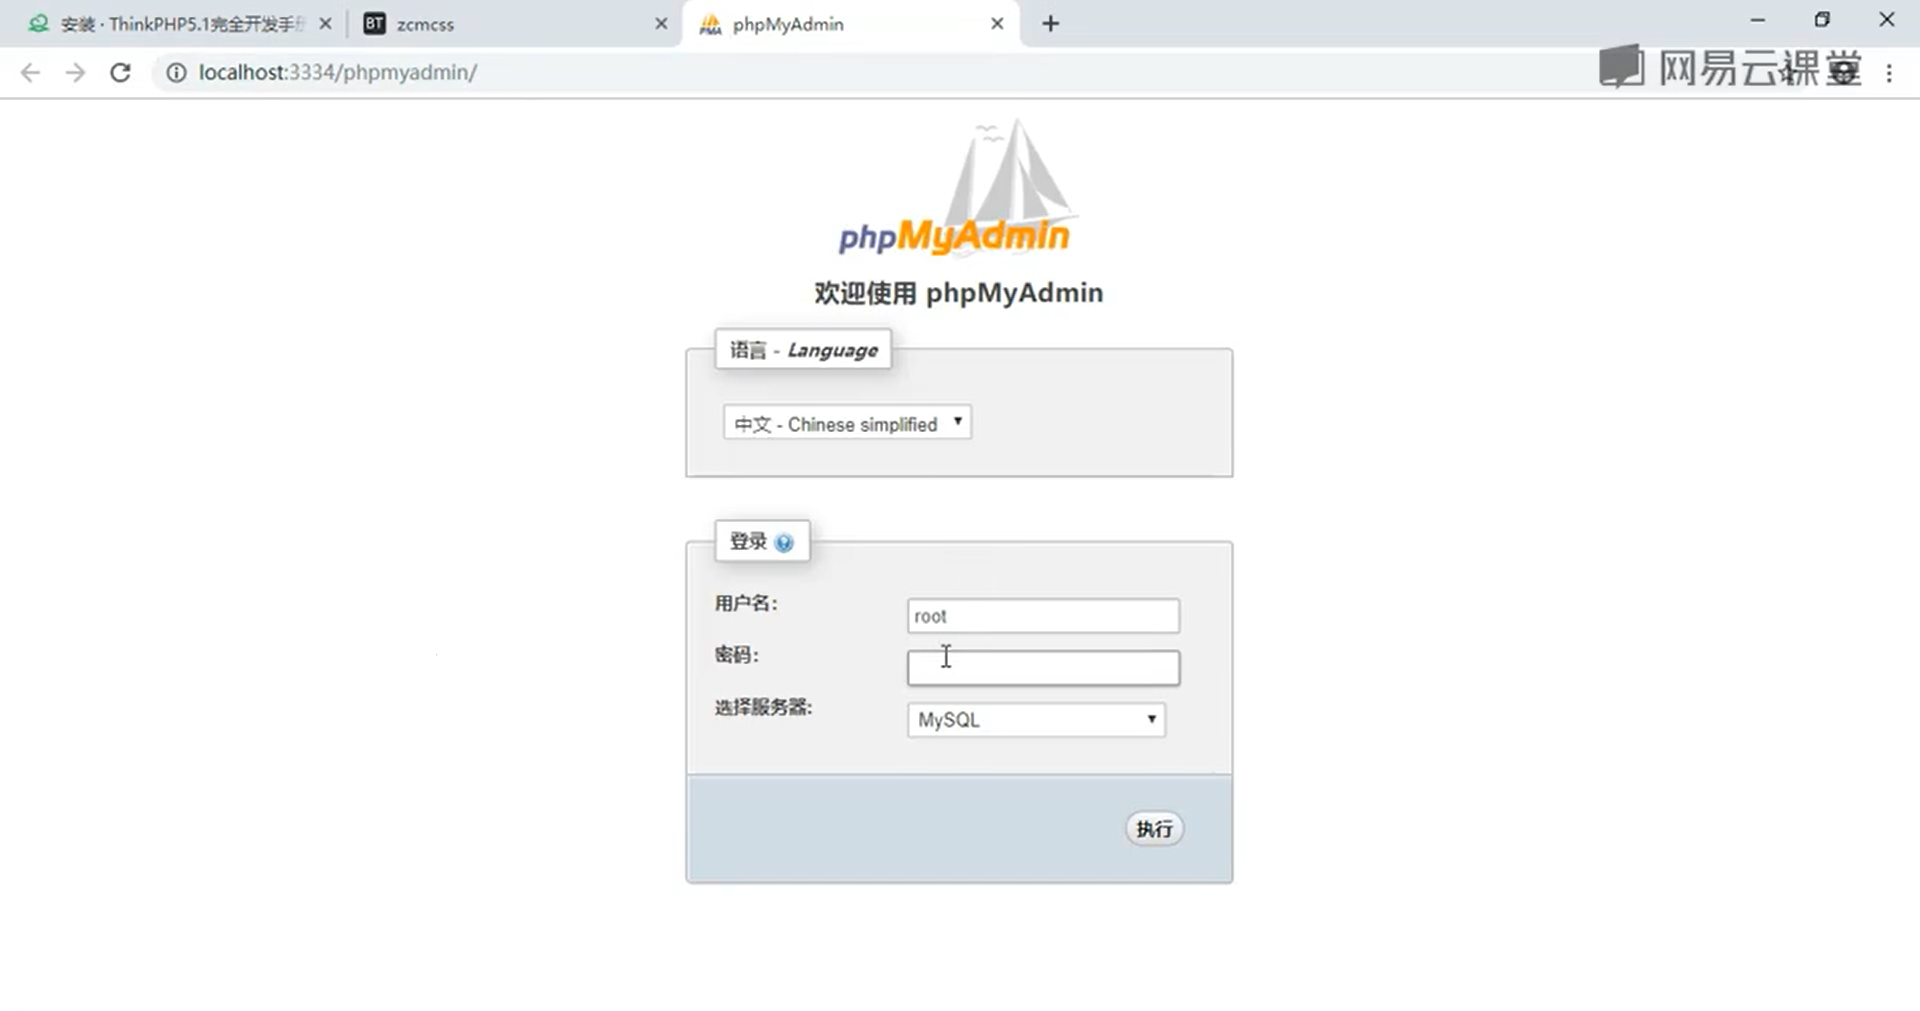 安装 · ThinkPHP5.1完全开发手册
BT zcmcss
PMA phpMyAdmin
localhost:3334/phpmyadmin/
网易云课堂
phpMyAdmin
欢迎使用 phpMyAdmin
语言 - Language
中文 - Chinese simplified
登录
用户名:
root
密码:
选择服务器:
MySQL
执行